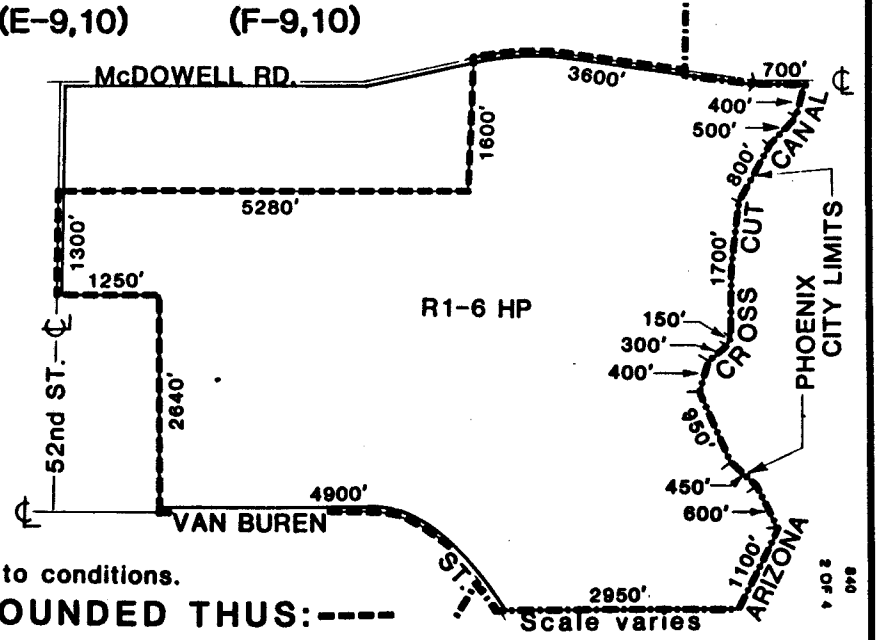 (E-9,10) (F-9,10)
McDOWELL RD.
3600'
700'
℄
400'
500'
800'
CANAL
1600'
5280'
1300'
1250'
1700'
CUT
R1-6 HP
150'
300'
400'
CROSS
PHOENIX
CITY LIMITS
℄
52nd ST.
2640'
950'
450'
600'
4900'
℄
VAN BUREN
ST.
1100'
ARIZONA
2950'
Scale varies
to conditions.
OUNDED THUS:----
840
2 OF 4